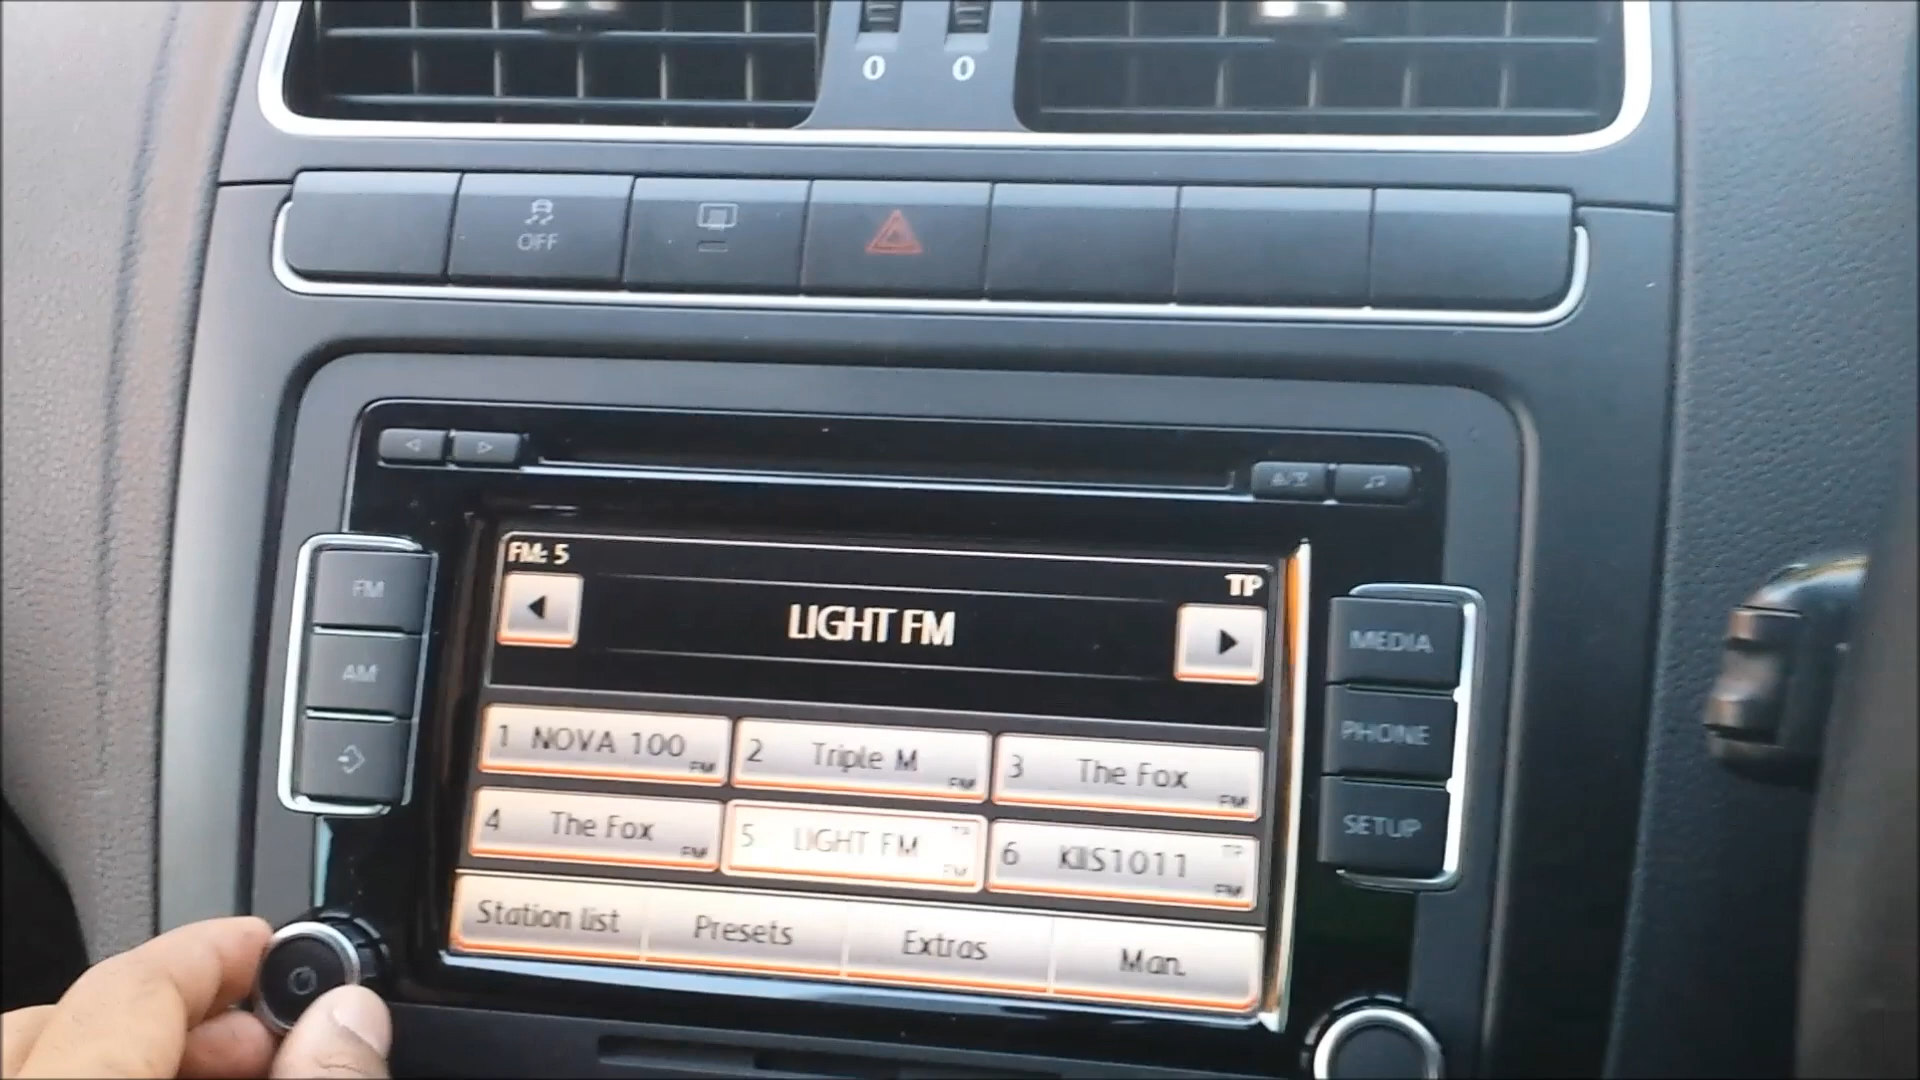 0 0
OFF
FM: 5
TP
LIGHT FM
FM
AM
MEDIA
PHONE
SETUP
1 NOVA 100 FM
2 Triple M FM
3 The Fox FM
4 The Fox FM
5 LIGHT FM TP FM
6 KIIS1011 TP FM
Station list Presets Extras Man.